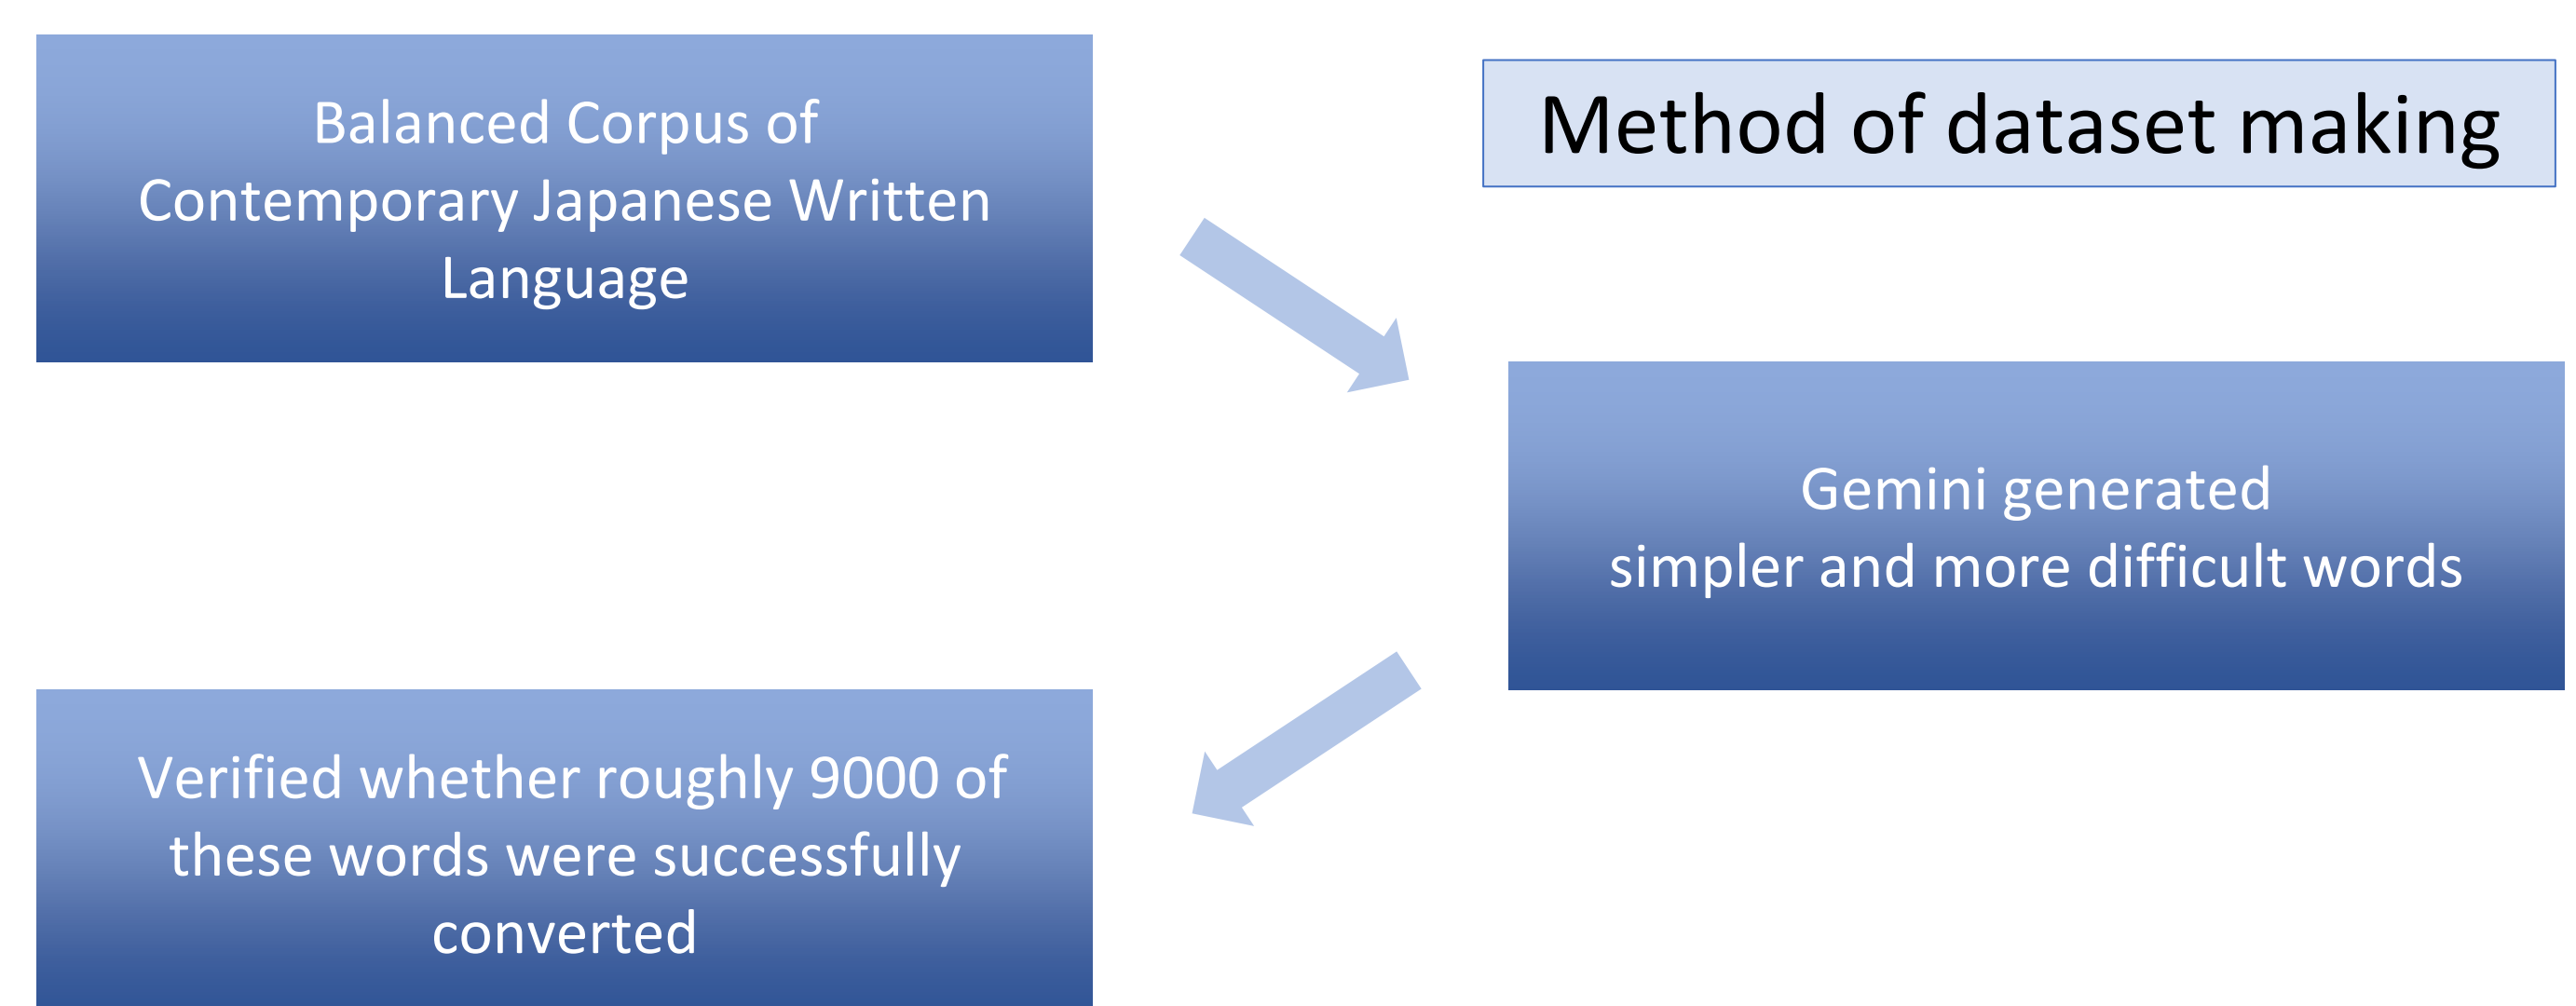 Method of dataset making
Balanced Corpus of
Contemporary Japanese Written
Language
Gemini generated
simpler and more difficult words
Verified whether roughly 9000 of
these words were successfully
converted